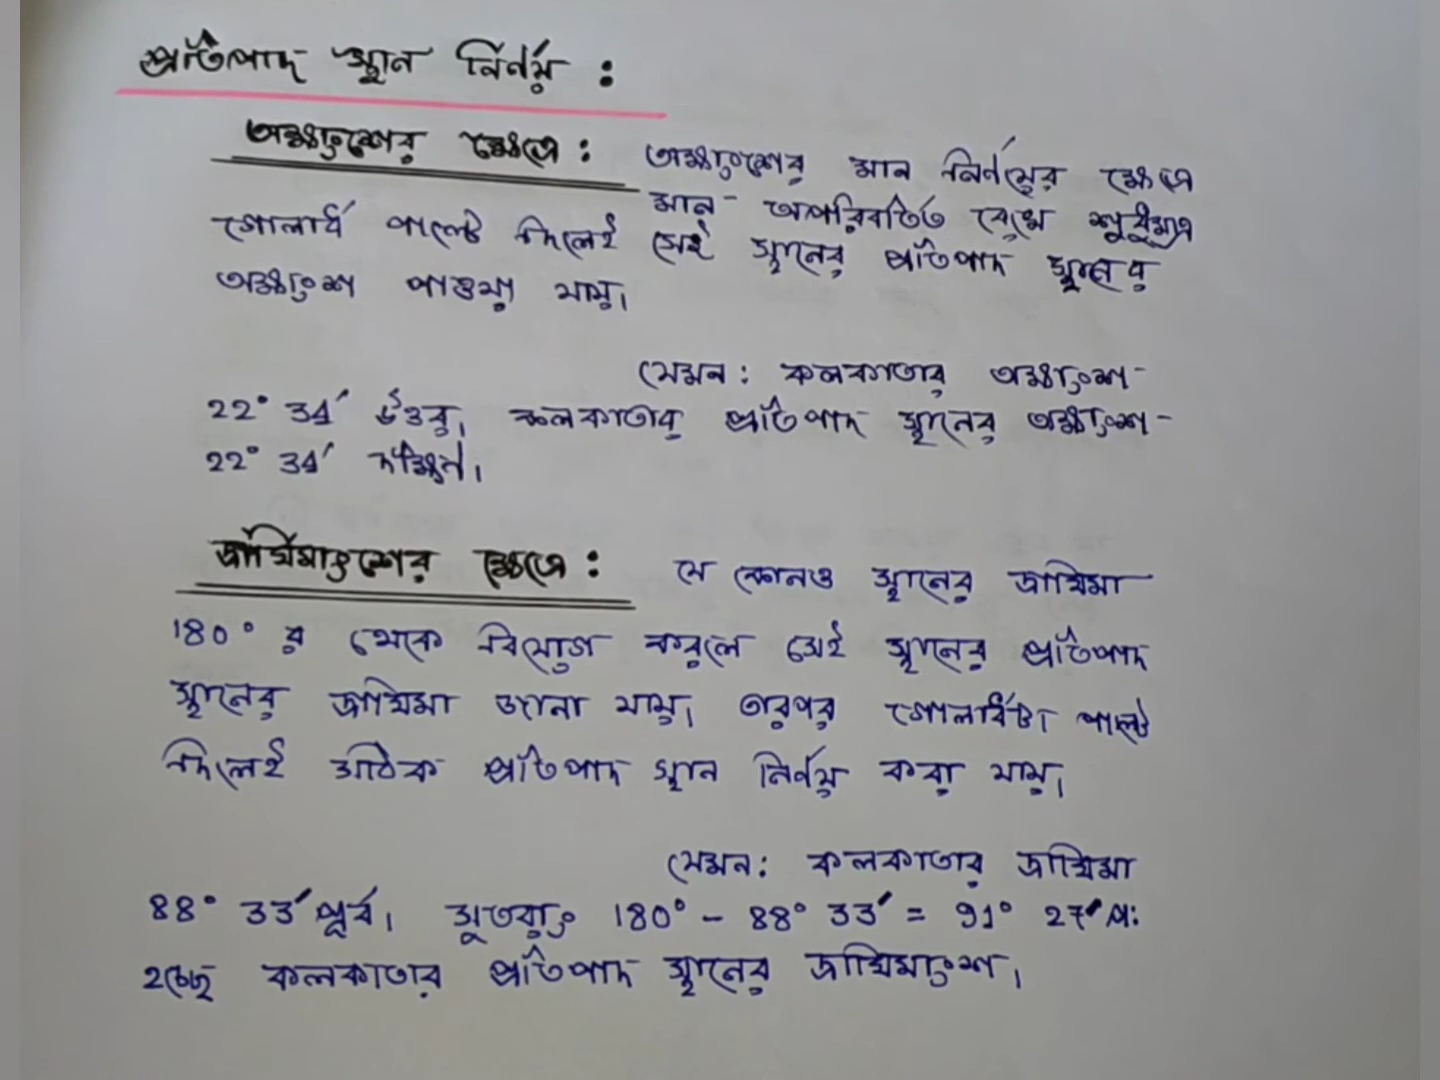 প্রতিপাদ স্থান নির্ণয় :
অক্ষাংশের ক্ষেত্রে : অক্ষাংশের মান নির্ণয়ের ক্ষেত্রে
মান অপরিবর্তিত রেখে শুধুমাত্র
গোলার্ধ পাল্টে দিলেই সেই স্থানের প্রতিপাদ স্থানের
অক্ষাংশ পাওয়া যায়।
যেমন : কলকাতার অক্ষাংশ-
22° 34′ উত্তর। কলকাতার প্রতিপাদ স্থানের অক্ষাংশ-
22° 34′ দক্ষিণ।
দ্রাঘিমাংশের ক্ষেত্রে : যে কোনও স্থানের দ্রাঘিমা
180° র থেকে বিয়োগ করলে সেই স্থানের প্রতিপাদ
স্থানের দ্রাঘিমা জানা যায়। তারপর গোলার্ধটা পাল্টে
দিলেই সঠিক প্রতিপাদ স্থান নির্ণয় করা যায়।
যেমন : কলকাতার দ্রাঘিমা
88° 33′ পূর্ব। সুতরাং 180° - 88° 33′ = 91° 27′ প:
হচ্ছে কলকাতার প্রতিপাদ স্থানের দ্রাঘিমাংশ।